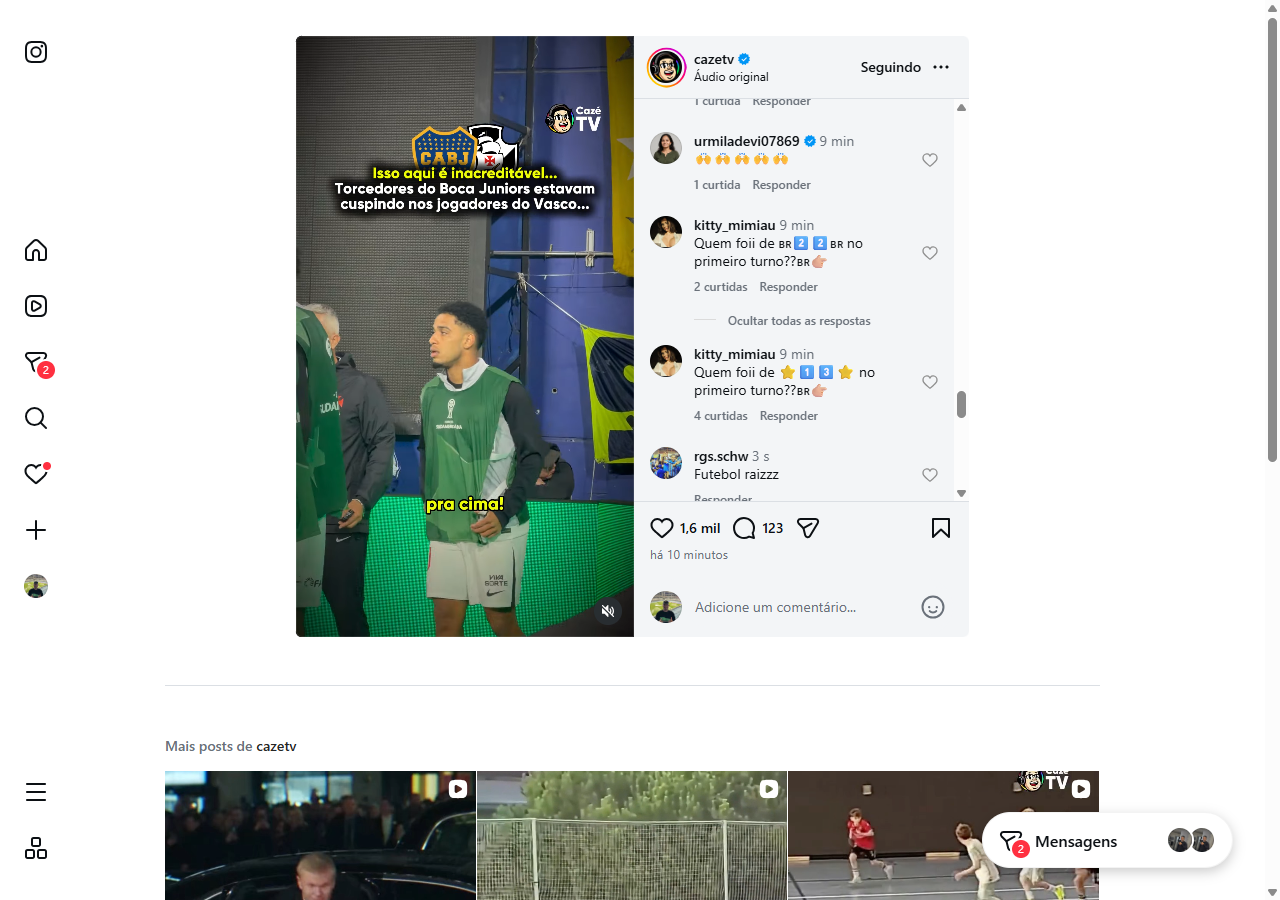 Cazé
TV
CABJ
Isso aqui é inacreditável...
Torcedores do Boca Juniors estavam
cuspindo nos jogadores do Vasco...
pra cima!
VIVA
SORTE
cazetv
Áudio original
Seguindo
1 curtida Responder
urmiladevi07869 9 min
🙌🙌🙌🙌🙌
1 curtida Responder
kitty_mimiau 9 min
Quem foii de 🇧🇷2️⃣2️⃣🇧🇷 no
primeiro turno??🇧🇷👉🏼
2 curtidas Responder
Ocultar todas as respostas
kitty_mimiau 9 min
Quem foii de ⭐1️⃣3️⃣⭐ no
primeiro turno??🇧🇷👉🏼
4 curtidas Responder
rgs.schw 3 s
Futebol raizzz
Responder
1,6 mil 123
há 10 minutos
Adicione um comentário...
2
Mais posts de cazetv
Cazé
TV
2
Mensagens